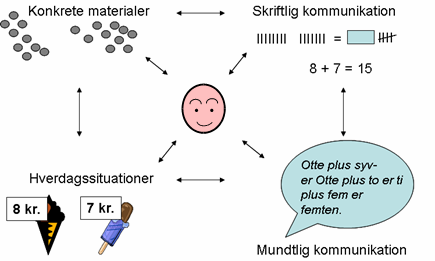 Konkrete materialer
Skriftlig kommunikation
=
8 + 7 = 15
Otte plus syv-
er Otte plus to er ti
plus fem er
femten.
Hverdagssituationer
8 kr.
7 kr.
Mundtlig kommunikation